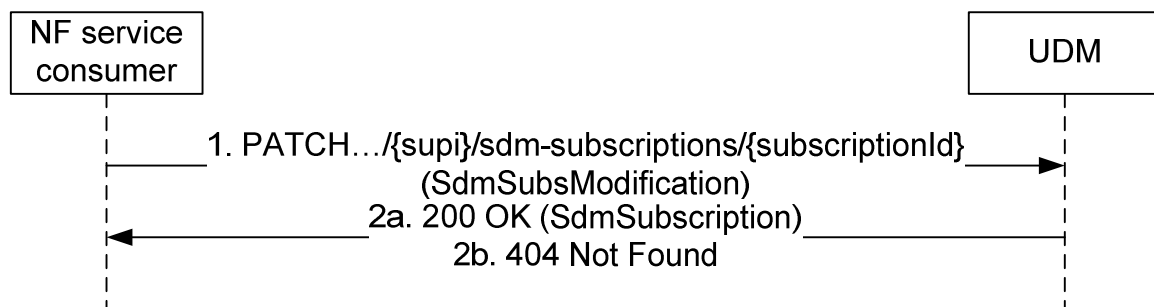 NF service
consumer
UDM
1. PATCH…/{supi}/sdm-subscriptions/{subscriptionId}
(SdmSubsModification)
2a. 200 OK (SdmSubscription)
2b. 404 Not Found